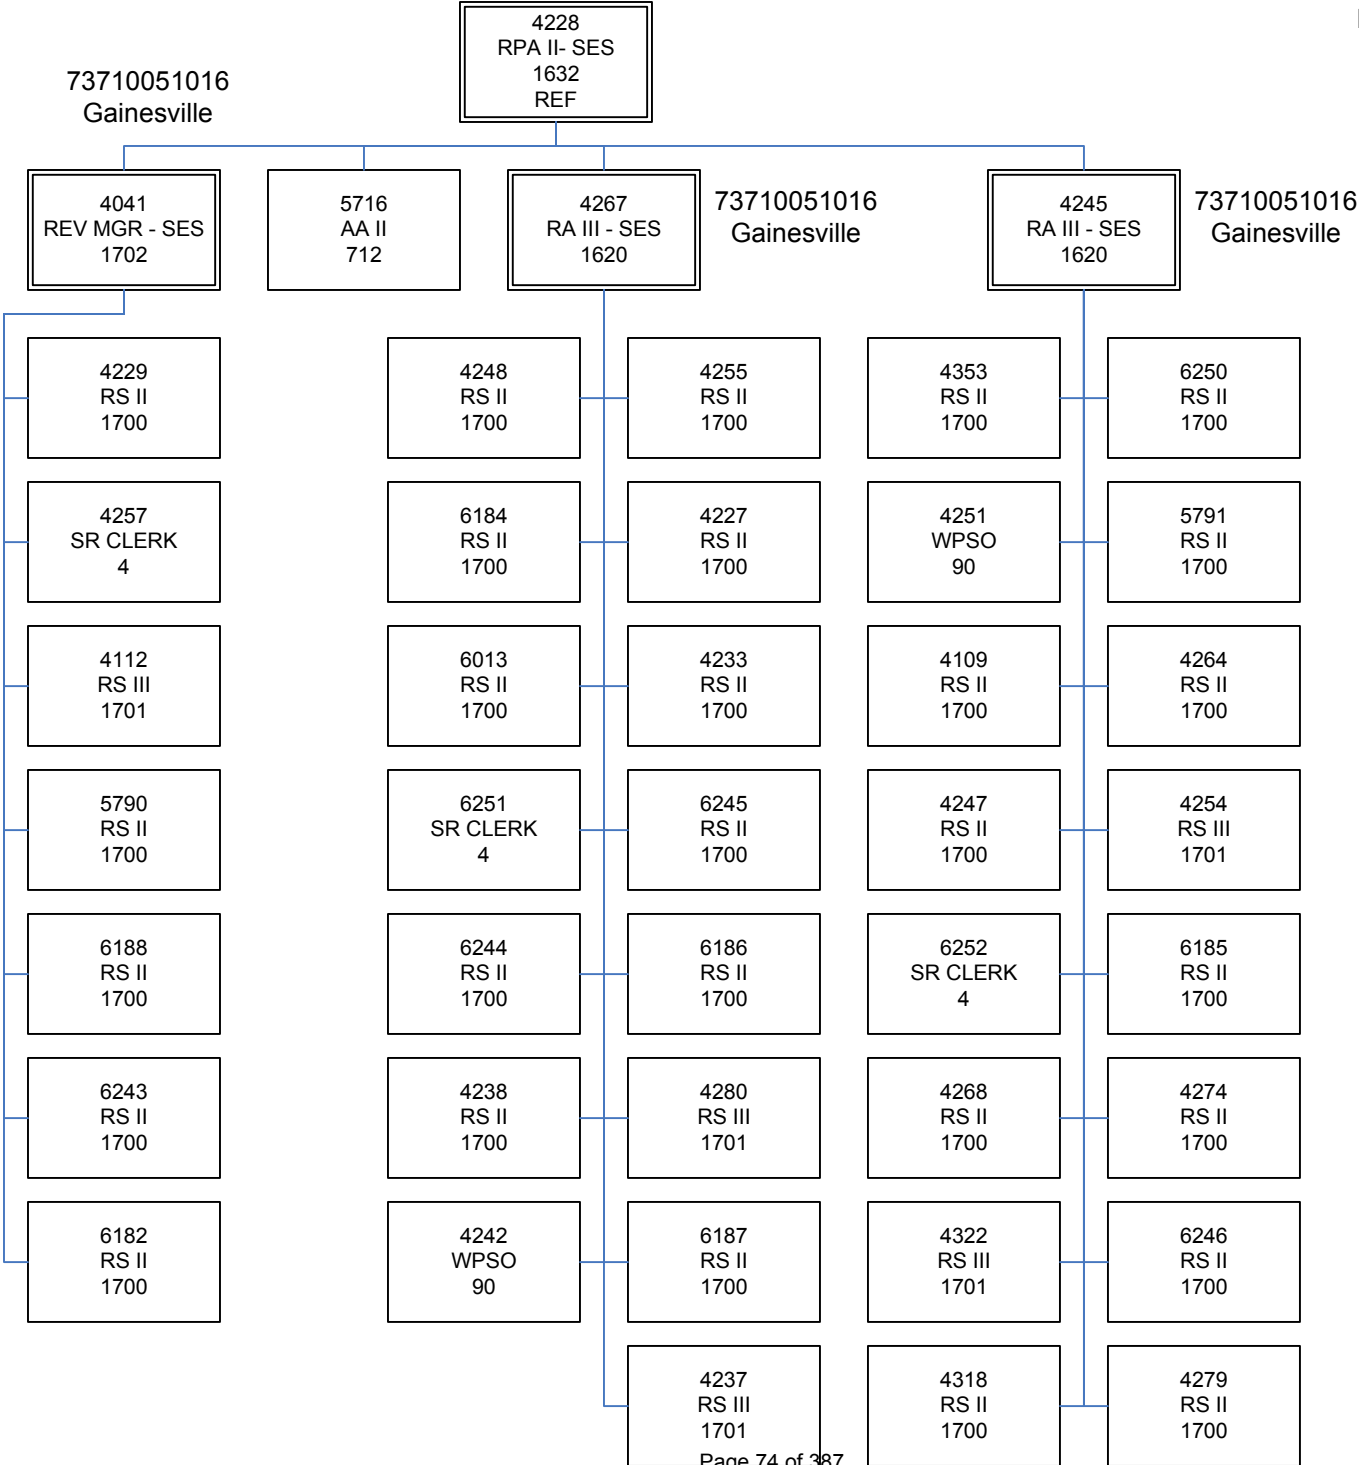 4228
RPA II- SES
1632
REF
73710051016
Gainesville
4041
REV MGR - SES
1702
5716
AA II
712
4267
RA III - SES
1620
73710051016
Gainesville
4245
RA III - SES
1620
73710051016
Gainesville
4229
RS II
1700
4248
RS II
1700
4255
RS II
1700
4353
RS II
1700
6250
RS II
1700
4257
SR CLERK
4
6184
RS II
1700
4227
RS II
1700
4251
WPSO
90
5791
RS II
1700
4112
RS III
1701
6013
RS II
1700
4233
RS II
1700
4109
RS II
1700
4264
RS II
1700
5790
RS II
1700
6251
SR CLERK
4
6245
RS II
1700
4247
RS II
1700
4254
RS III
1701
6188
RS II
1700
6244
RS II
1700
6186
RS II
1700
6252
SR CLERK
4
6185
RS II
1700
6243
RS II
1700
4238
RS II
1700
4280
RS III
1701
4268
RS II
1700
4274
RS II
1700
6182
RS II
1700
4242
WPSO
90
6187
RS II
1700
4322
RS III
1701
6246
RS II
1700
4237
RS III
1701
4318
RS II
1700
4279
RS II
1700
Page 74 of 387